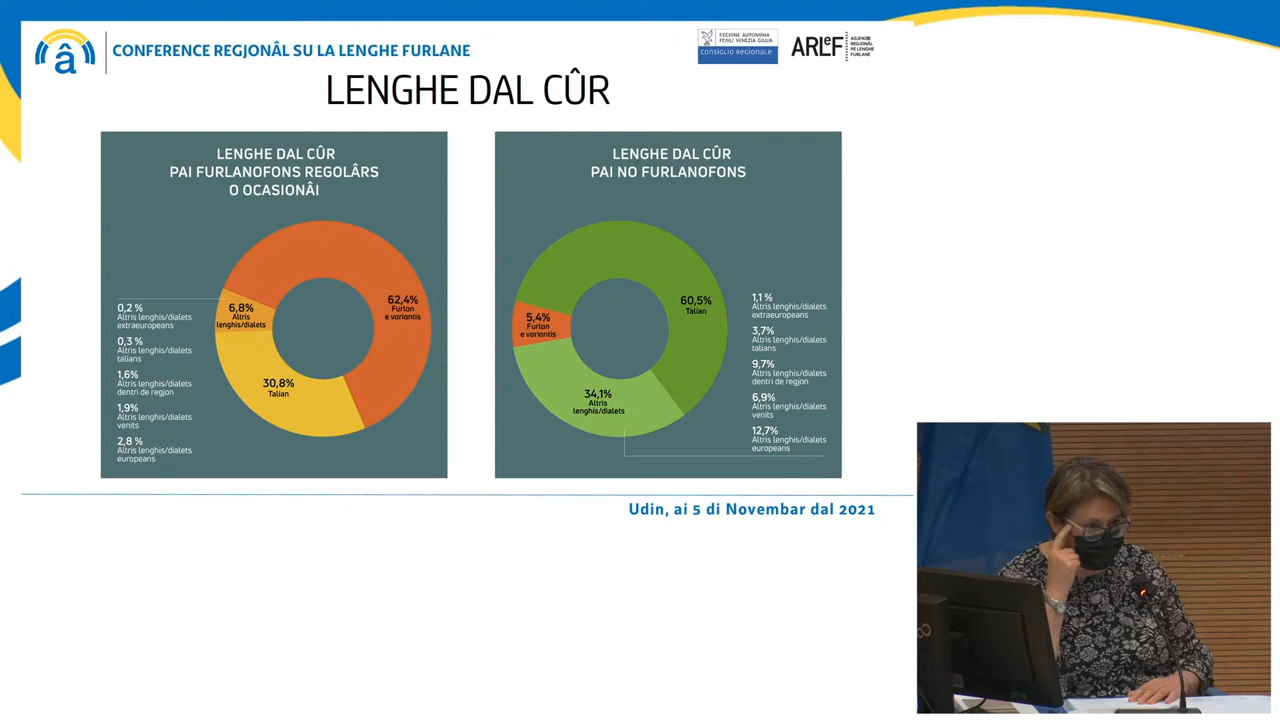 CONFERENCE REGJONÂL SU LA LENGHE FURLANE
REGIONE AUTONOMA
FRIULI VENEZIA GIULIA
CONSIGLIO REGIONALE
ARLeF
AGJENZIE
REGJONÂL
PE LENGHE
FURLANE
LENGHE DAL CÛR
LENGHE DAL CÛR
PAI FURLANOFONS REGOLÂRS
O OCASIONÂI
62,4%
Furlan
e variantis
6,8%
Altris
lenghis/dialets
30,8%
Talian
0,2 %
Altris lenghis/dialets
extraeuropeans
0,3 %
Altris lenghis/dialets
talians
1,6%
Altris lenghis/dialets
dentri de regjon
1,9%
Altris lenghis/dialets
venits
2,8 %
Altris lenghis/dialets
europeans
LENGHE DAL CÛR
PAI NO FURLANOFONS
60,5%
Talian
5,4%
Furlan
e variantis
34,1%
Altris
lenghis/dialets
1,1 %
Altris lenghis/dialets
extraeuropeans
3,7%
Altris lenghis/dialets
talians
9,7%
Altris lenghis/dialets
dentri de regjon
6,9%
Altris lenghis/dialets
venits
12,7%
Altris lenghis/dialets
europeans
Udin, ai 5 di Novembar dal 2021